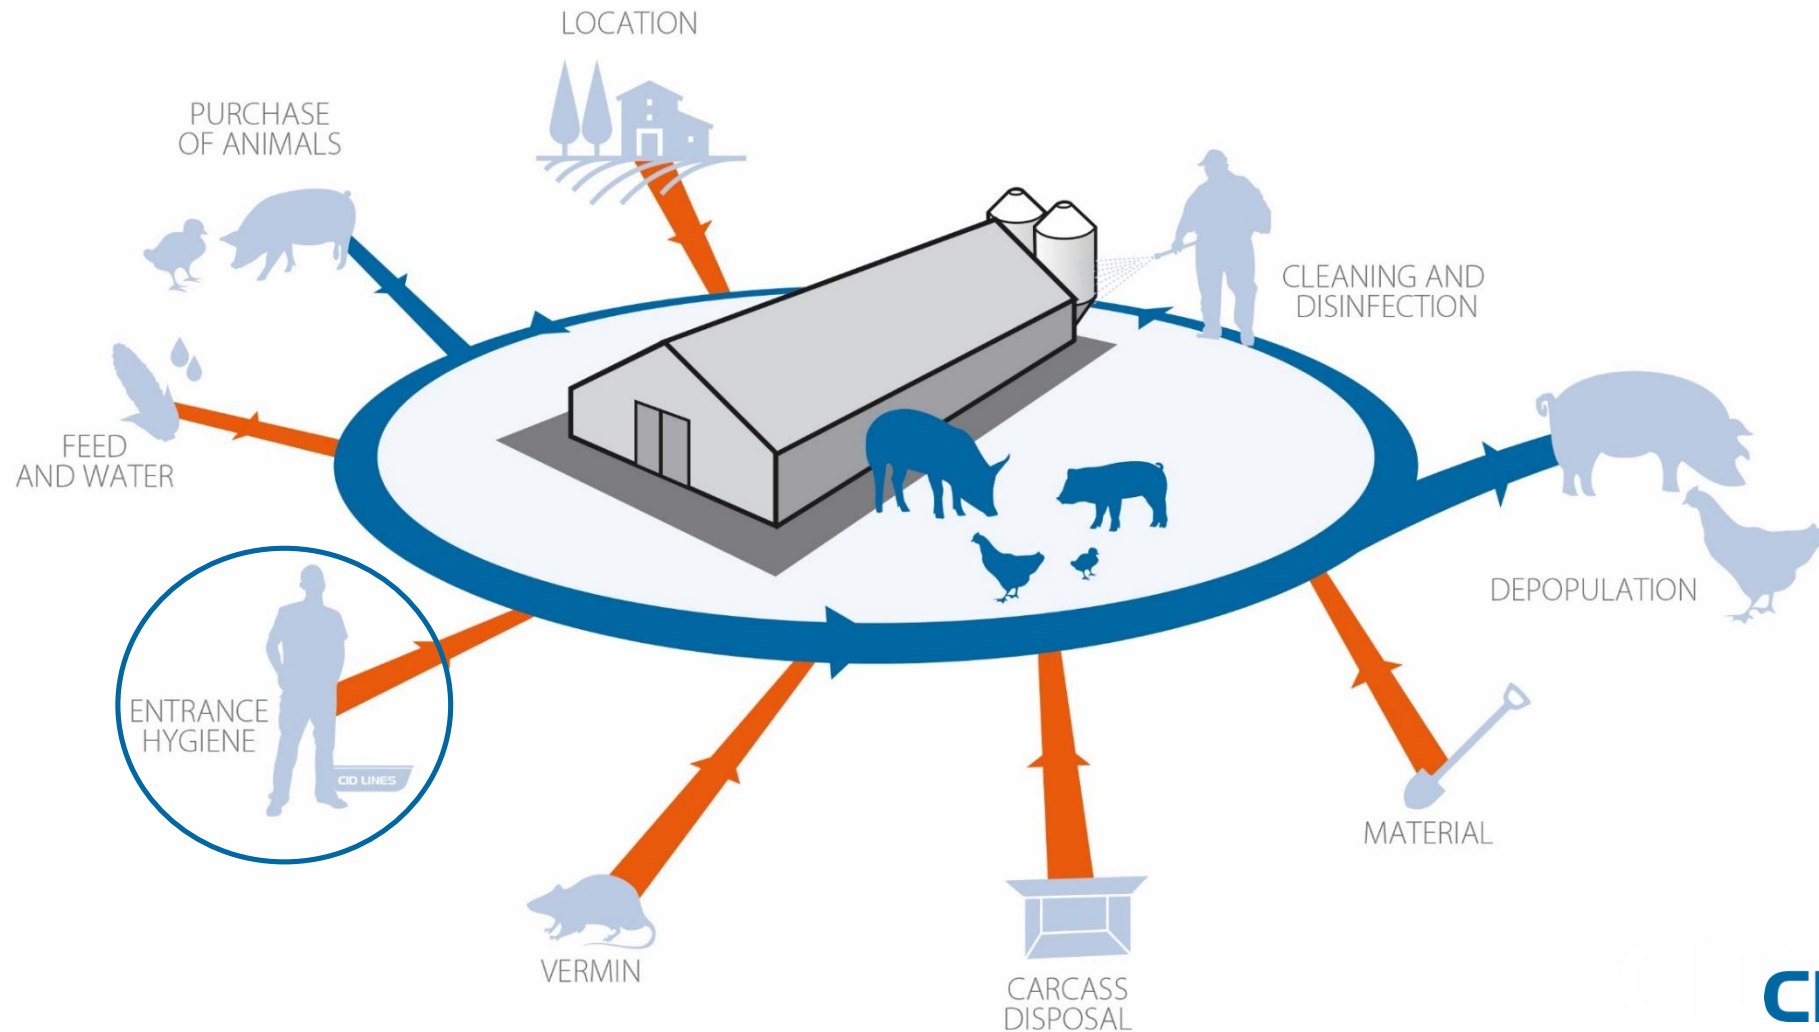 LOCATION
PURCHASE
OF ANIMALS
CLEANING AND
DISINFECTION
FEED
AND WATER
DEPOPULATION
ENTRANCE
HYGIENE
CID LINES
MATERIAL
VERMIN
CARCASS
DISPOSAL